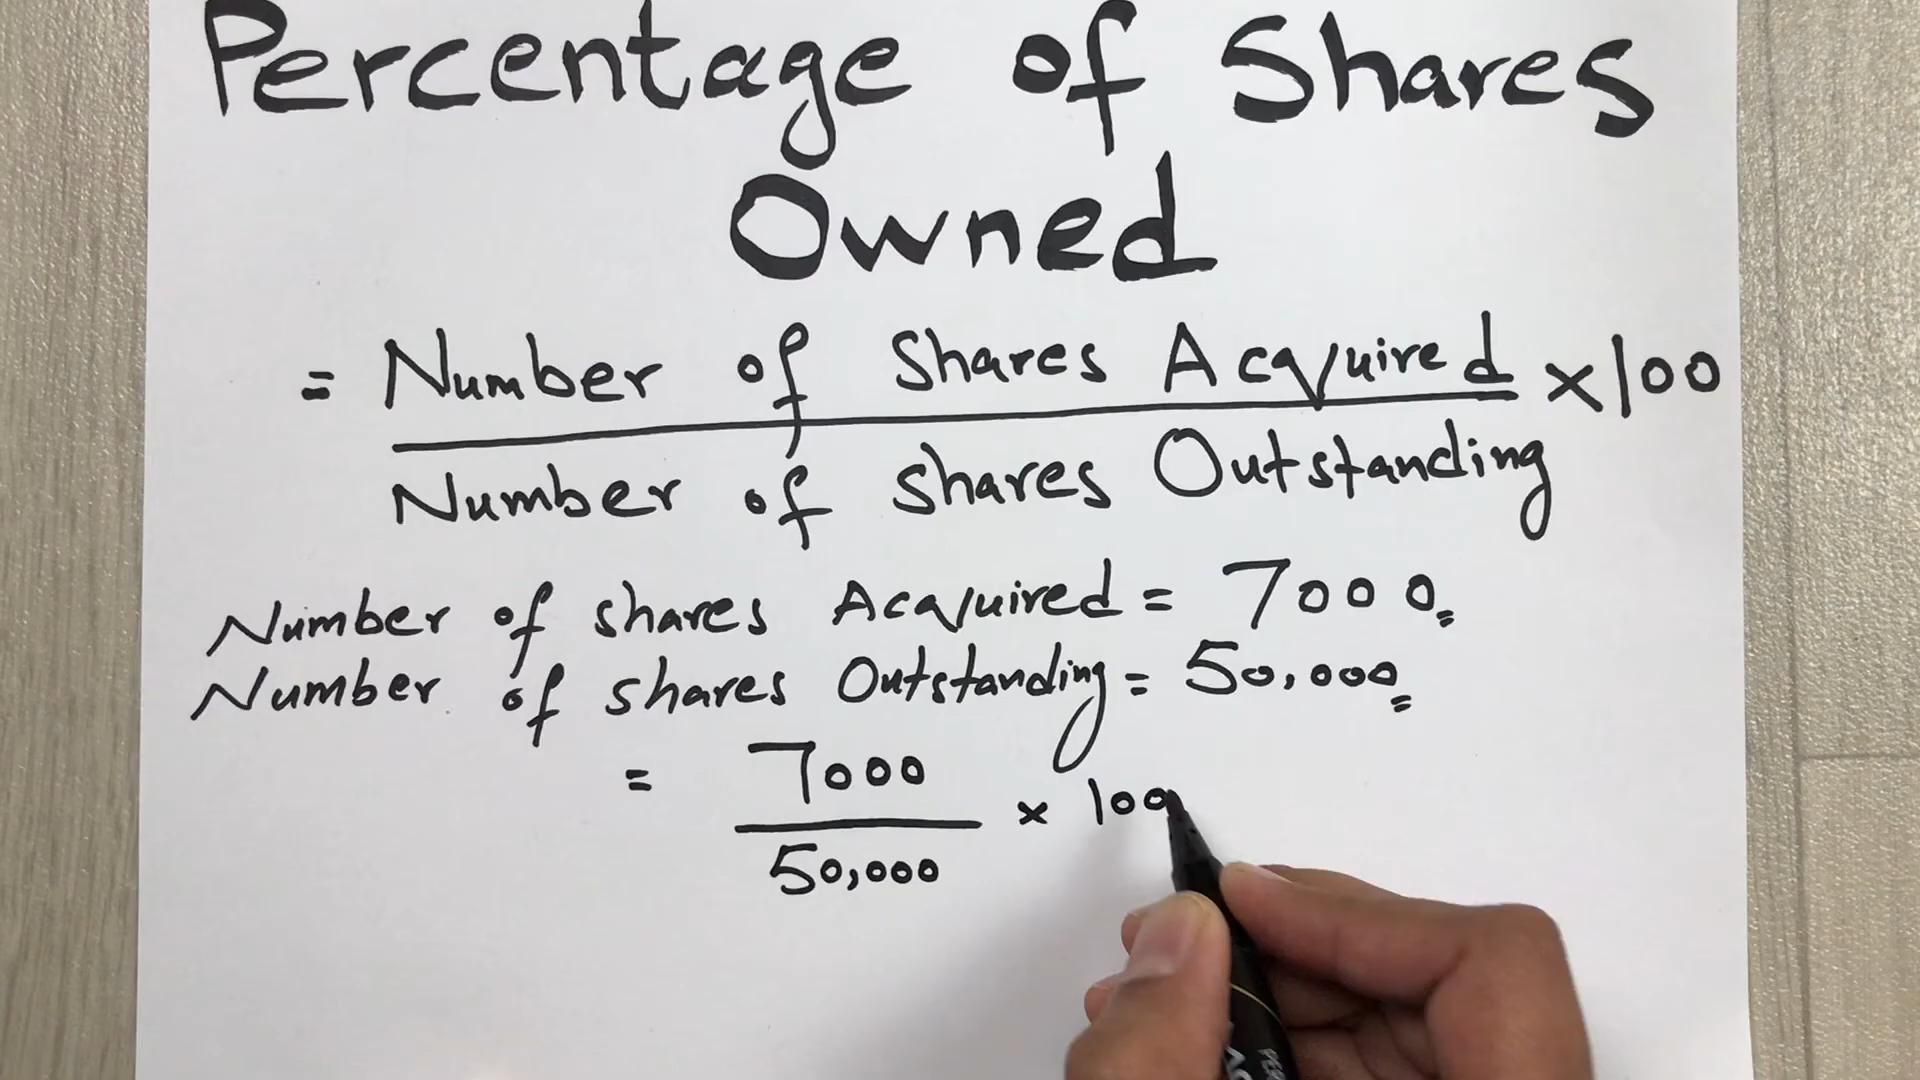 Percentage of Shares
Owned
= Number of Shares Acquired × 100
Number of Shares Outstanding
Number of shares Acquired = 7000
Number of shares Outstanding = 50,000
= 7000 × 100
50,000